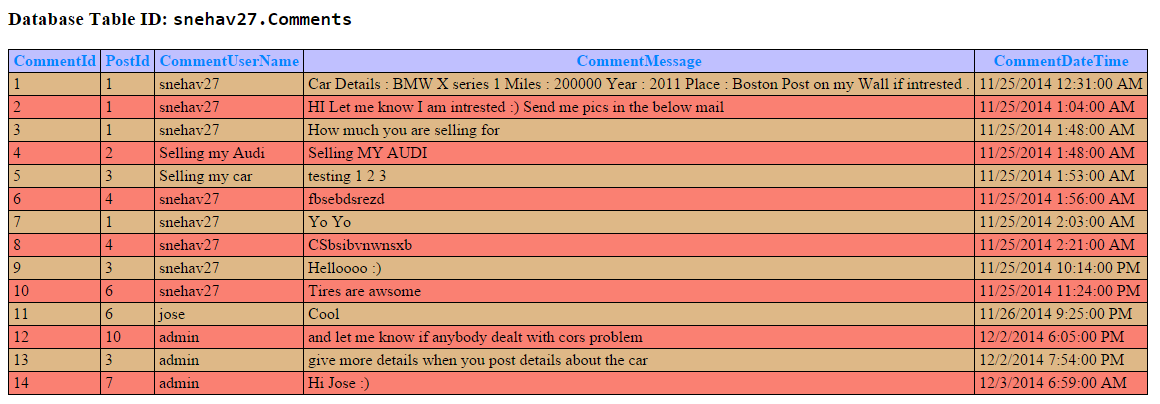 Database Table ID: snehav27.Comments
CommentId PostId CommentUserName CommentMessage CommentDateTime
1 1 snehav27 Car Details : BMW X series 1 Miles : 200000 Year : 2011 Place : Boston Post on my Wall if intrested . 11/25/2014 12:31:00 AM
2 1 snehav27 HI Let me know I am intrested :) Send me pics in the below mail 11/25/2014 1:04:00 AM
3 1 snehav27 How much you are selling for 11/25/2014 1:48:00 AM
4 2 Selling my Audi Selling MY AUDI 11/25/2014 1:48:00 AM
5 3 Selling my car testing 1 2 3 11/25/2014 1:53:00 AM
6 4 snehav27 fbsebdsrezd 11/25/2014 1:56:00 AM
7 1 snehav27 Yo Yo 11/25/2014 2:03:00 AM
8 4 snehav27 CSbsibvnwnsxb 11/25/2014 2:21:00 AM
9 3 snehav27 Helloooo :) 11/25/2014 10:14:00 PM
10 6 snehav27 Tires are awsome 11/25/2014 11:24:00 PM
11 6 jose Cool 11/26/2014 9:25:00 PM
12 10 admin and let me know if anybody dealt with cors problem 12/2/2014 6:05:00 PM
13 3 admin give more details when you post details about the car 12/2/2014 7:54:00 PM
14 7 admin Hi Jose :) 12/3/2014 6:59:00 AM